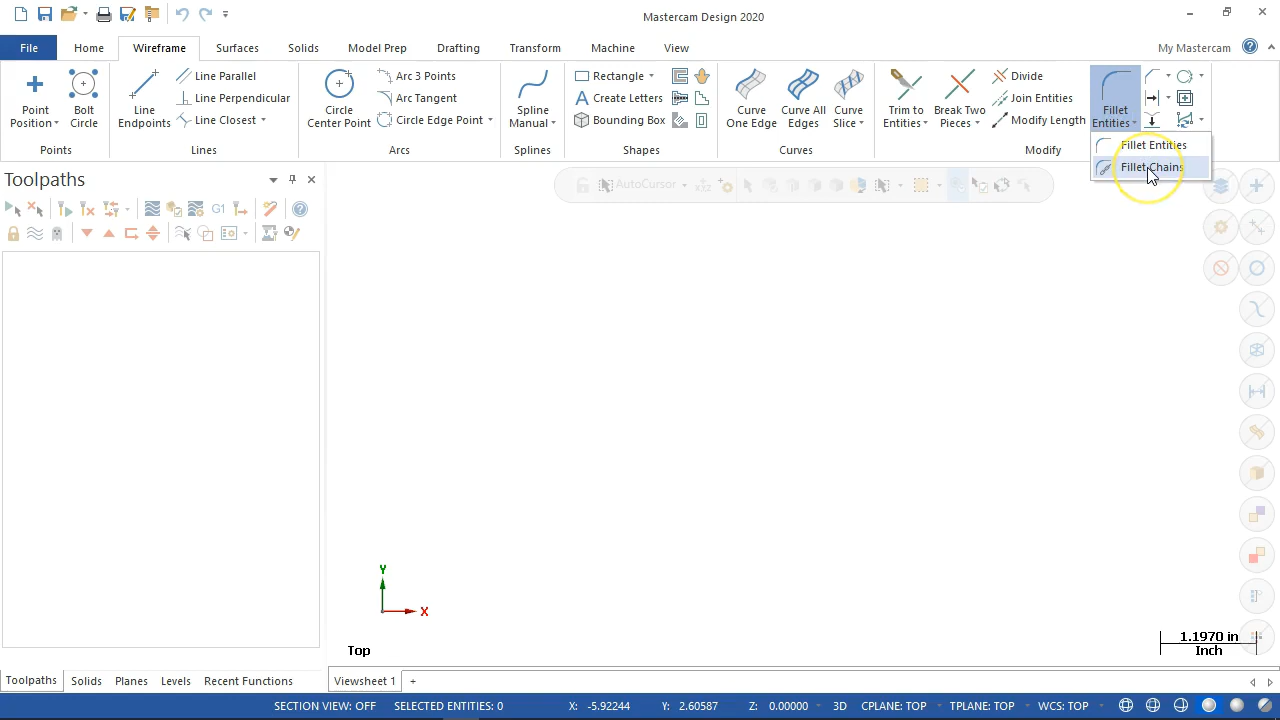 Mastercam Design 2020
File Home Wireframe Surfaces Solids Model Prep Drafting Transform Machine View My Mastercam
Point Position
Bolt Circle
Points
Line Endpoints
Line Parallel
Line Perpendicular
Line Closest
Lines
Circle Center Point
Arc 3 Points
Arc Tangent
Circle Edge Point
Arcs
Spline Manual
Splines
Rectangle
Create Letters
Bounding Box
Shapes
Curve One Edge
Curve All Edges
Curve Slice
Curves
Trim to Entities
Break Two Pieces
Divide
Join Entities
Modify Length
Fillet Entities
Modify
Fillet Entities
Fillet Chains
Toolpaths
G1
AutoCursor
Y
X
Top
1.1970 in
Inch
Toolpaths Solids Planes Levels Recent Functions
Viewsheet 1 +
SECTION VIEW: OFF SELECTED ENTITIES: 0 X: -5.92244 Y: 2.60587 Z: 0.00000 3D CPLANE: TOP TPLANE: TOP WCS: TOP